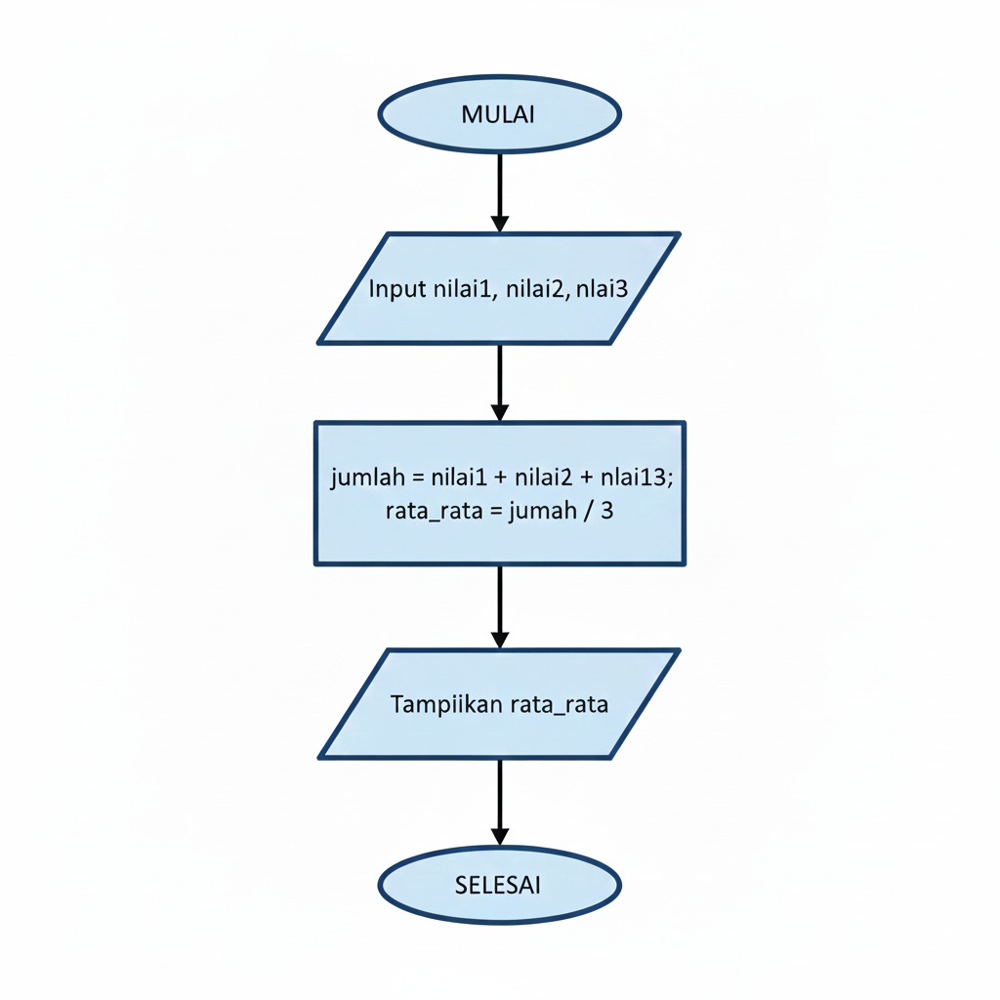 MULAI
Input nilai1, nilai2, nlai3
jumlah = nilai1 + nilai2 + nlai13;
rata_rata = jumah / 3
Tampiikan rata_rata
SELESAI